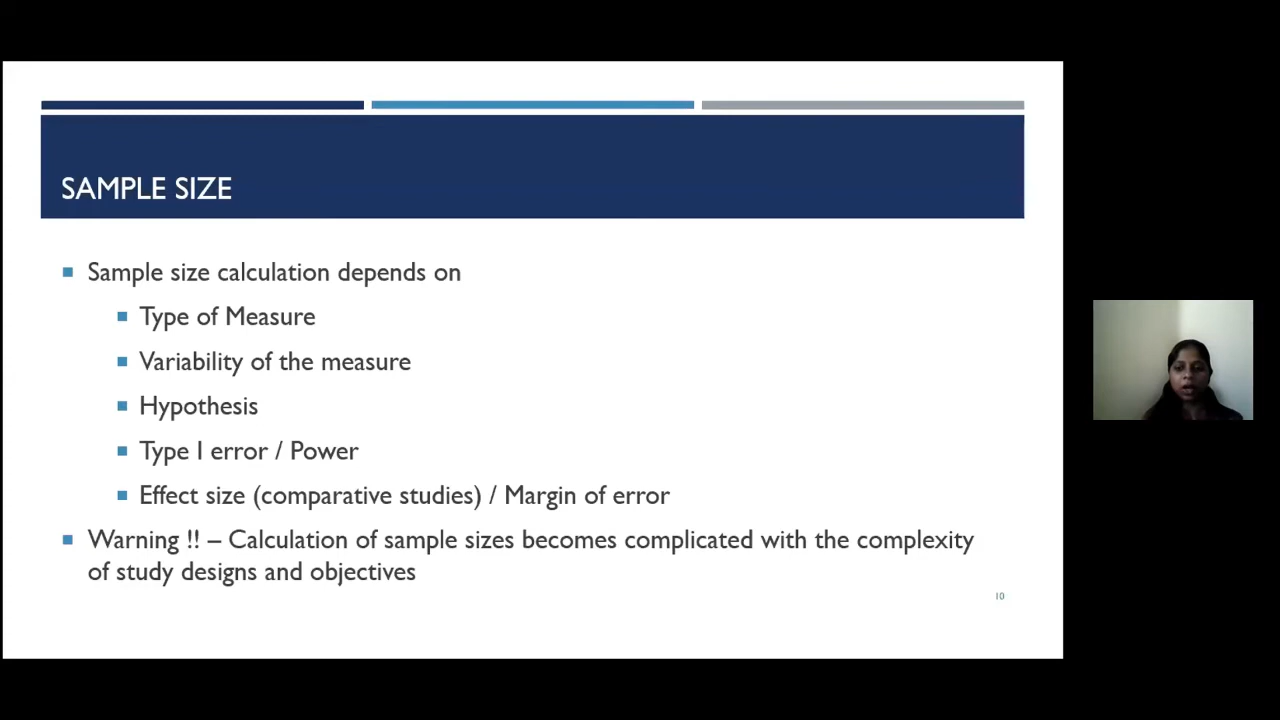 SAMPLE SIZE
Sample size calculation depends on
Type of Measure
Variability of the measure
Hypothesis
Type I error / Power
Effect size (comparative studies) / Margin of error
Warning !! – Calculation of sample sizes becomes complicated with the complexity
of study designs and objectives
10